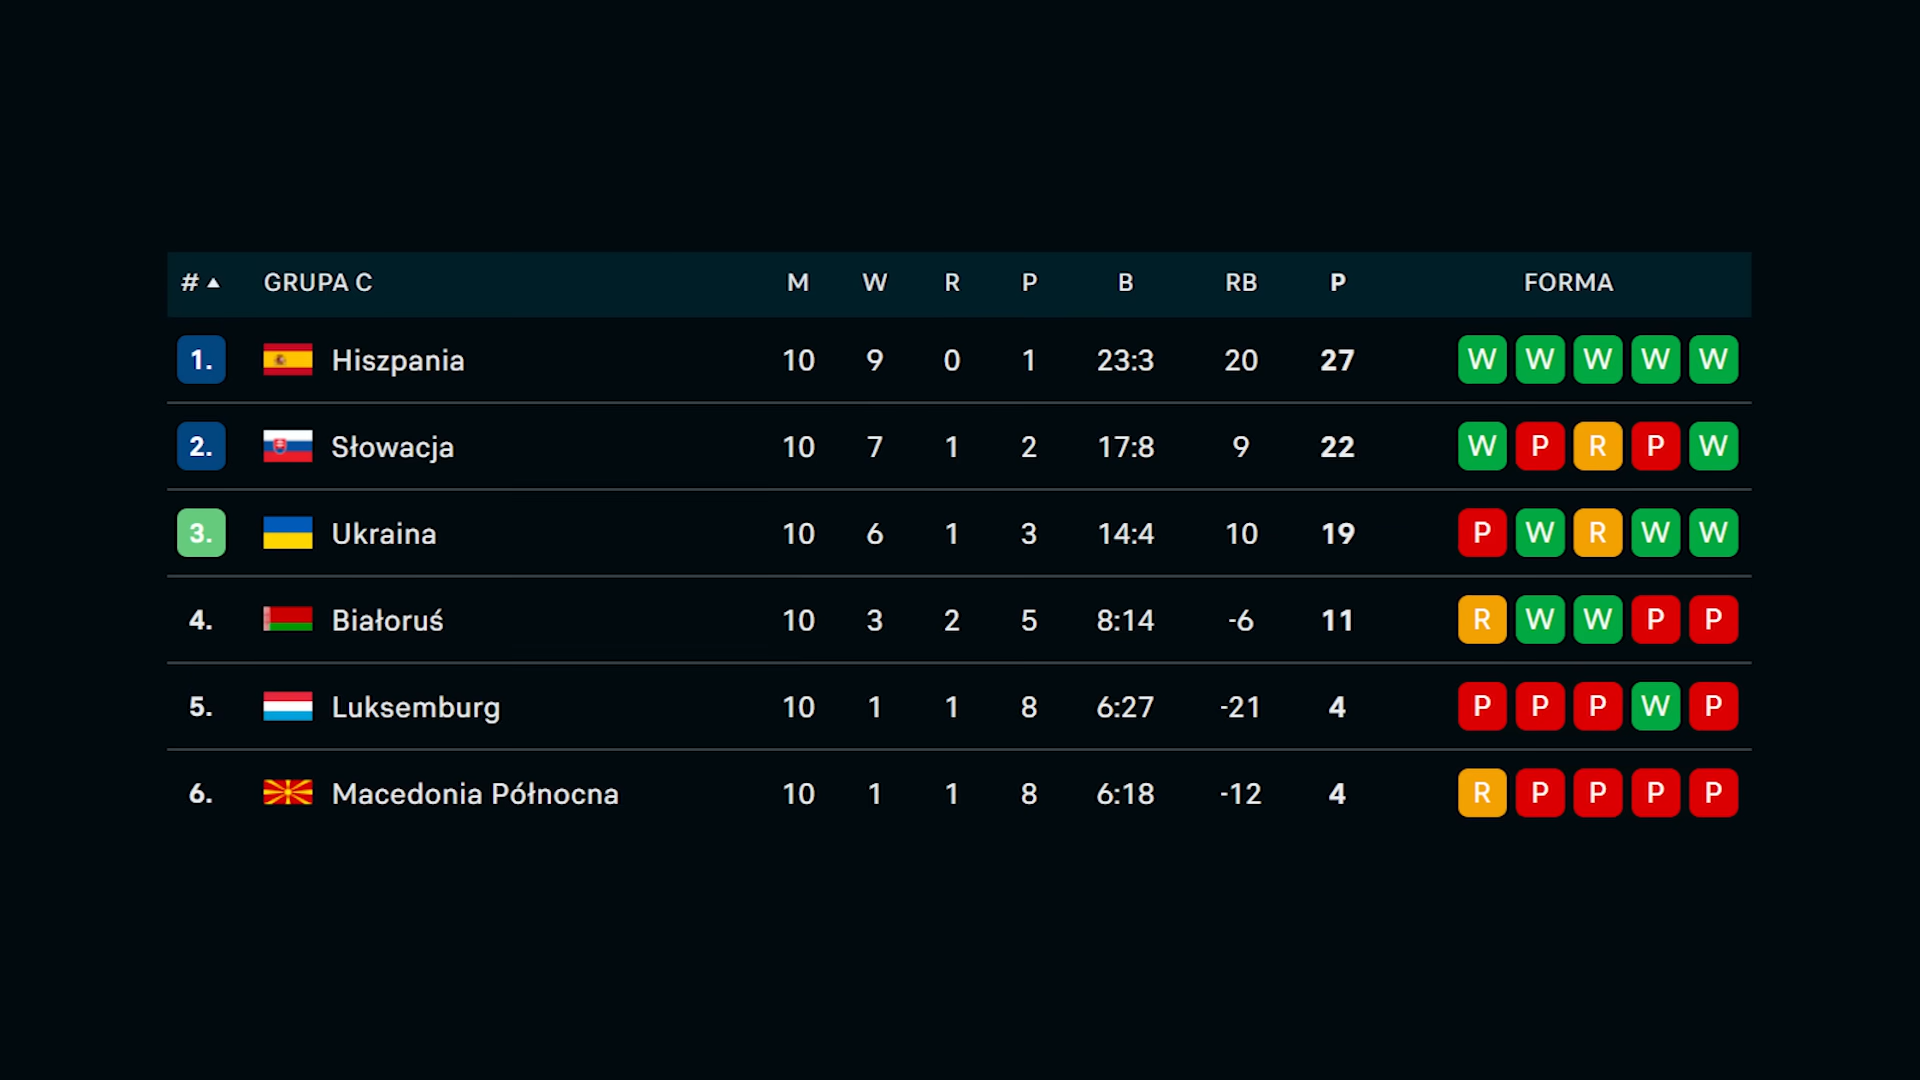 # ▲ GRUPA C M W R P B RB P FORMA
1. Hiszpania 10 9 0 1 23:3 20 27 W W W W W
2. Słowacja 10 7 1 2 17:8 9 22 W P R P W
3. Ukraina 10 6 1 3 14:4 10 19 P W R W W
4. Białoruś 10 3 2 5 8:14 -6 11 R W W P P
5. Luksemburg 10 1 1 8 6:27 -21 4 P P P W P
6. Macedonia Północna 10 1 1 8 6:18 -12 4 R P P P P